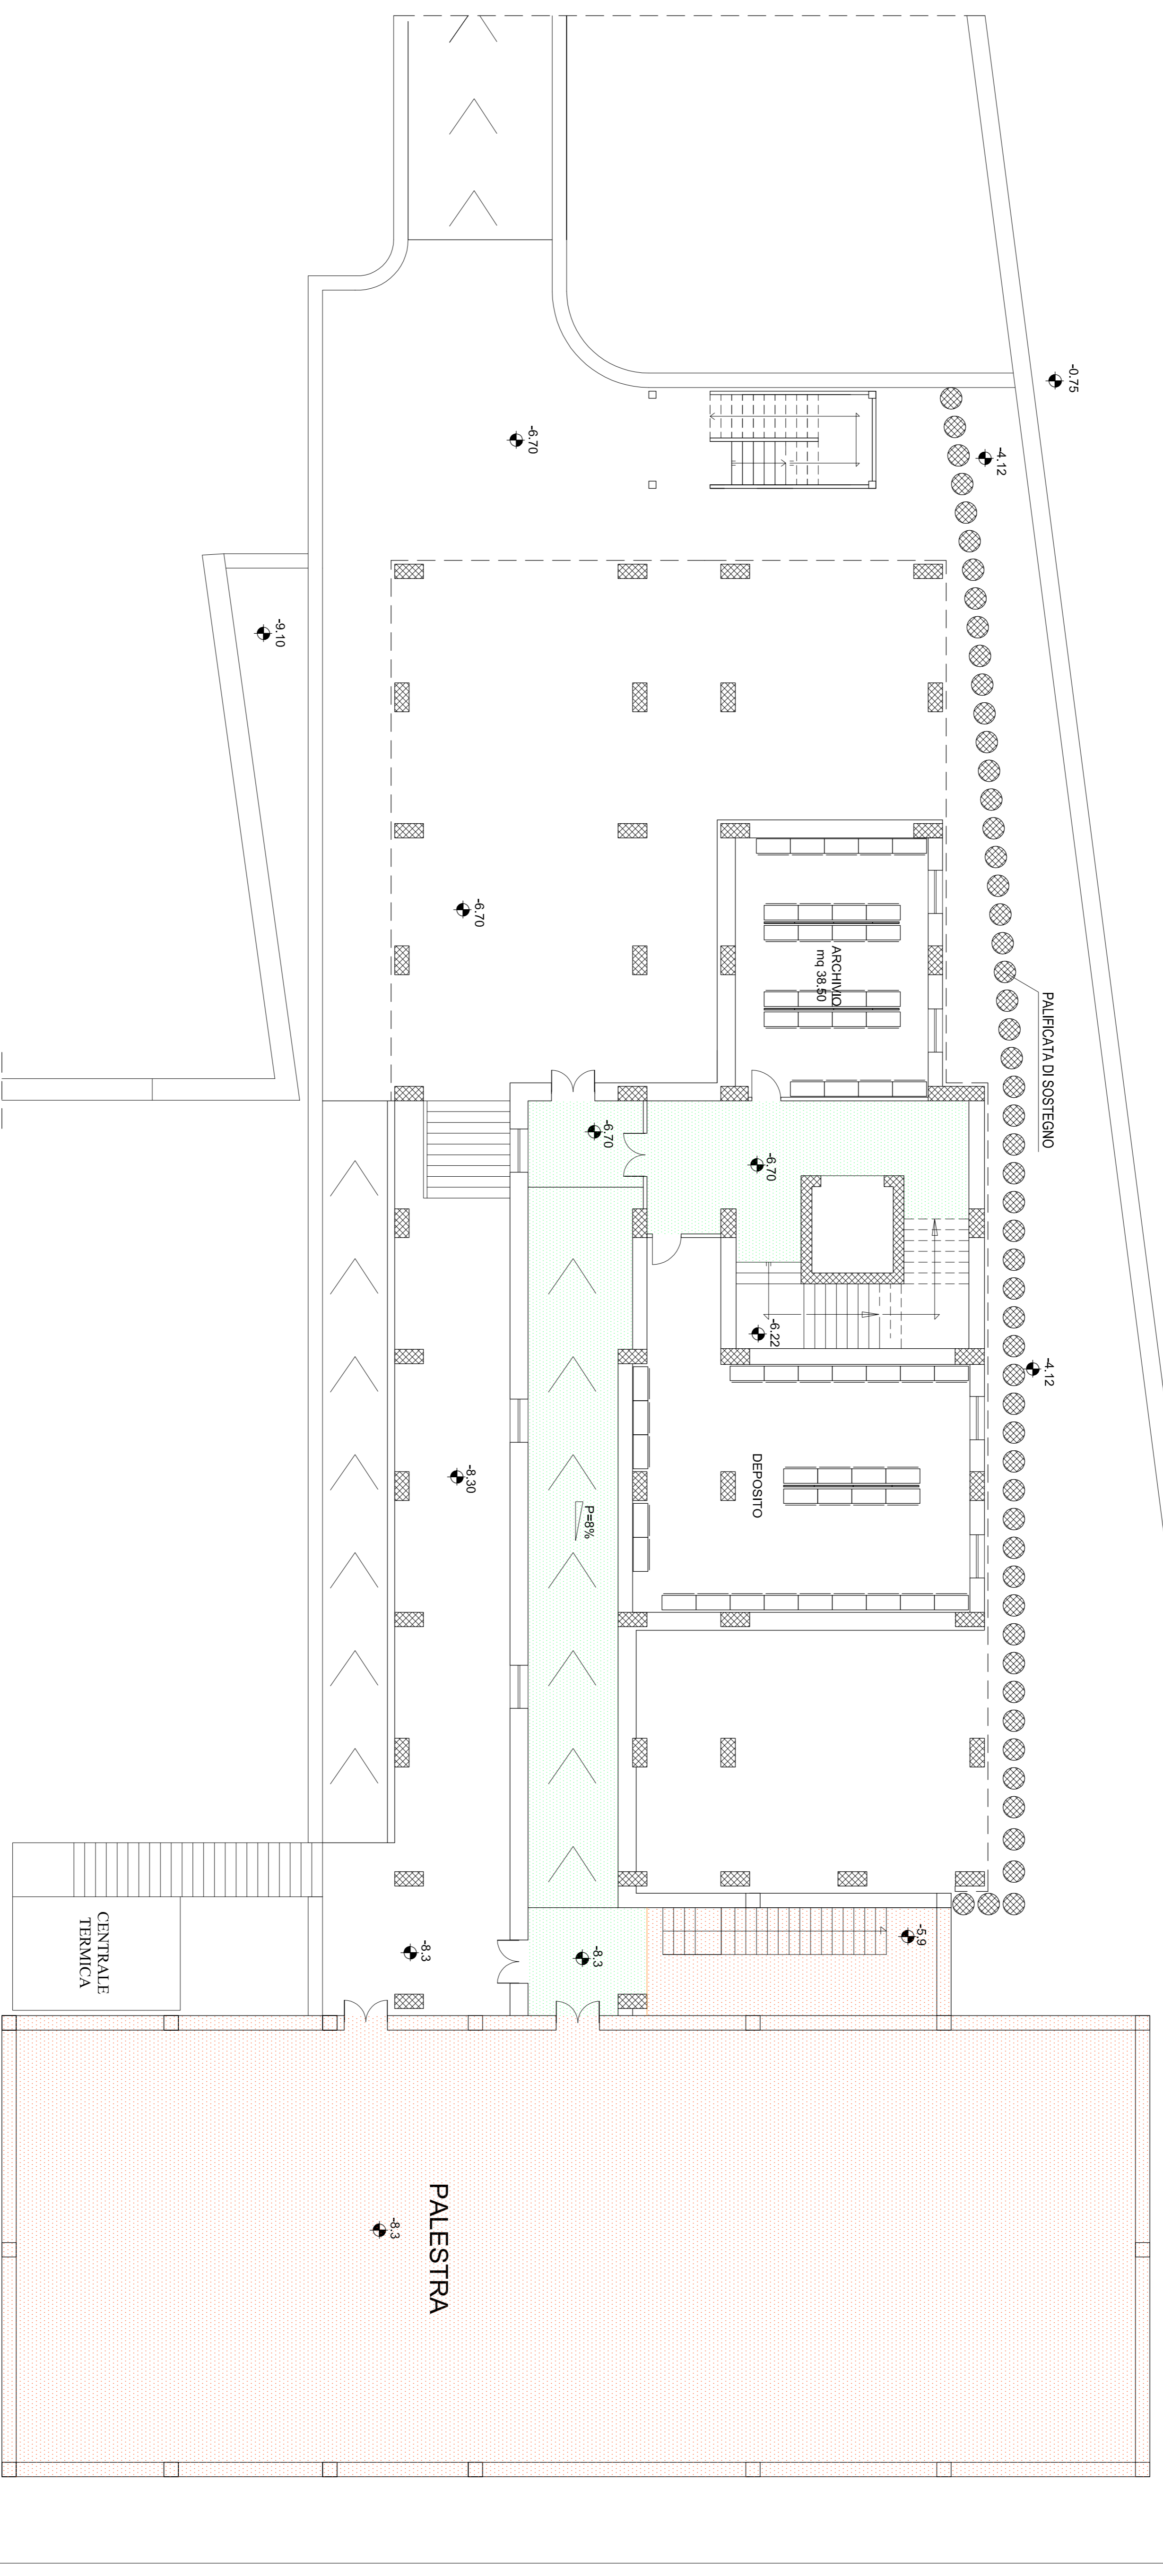 -0.75
-4.12
-6.70
-9.10
-6.70
ARCHIVIO
mq 38.50
PALIFICATA DI SOSTEGNO
-6.70
-6.70
-6.22
-4.12
-8.30
DEPOSITO
P=8%
-5.9
-8.3
-8.3
CENTRALE
TERMICA
PALESTRA
-8.3